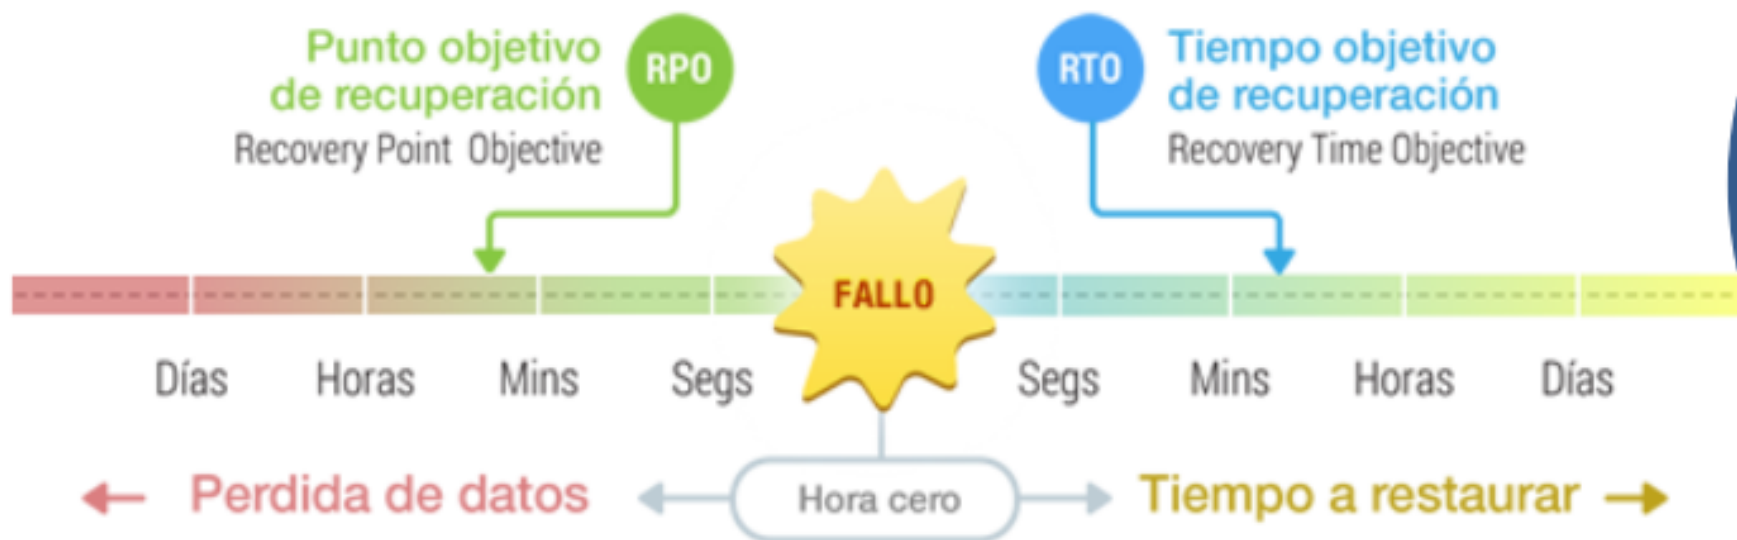 Punto objetivo
de recuperación
Recovery Point Objective
RPO
RTO
Tiempo objetivo
de recuperación
Recovery Time Objective
FALLO
Días Horas Mins Segs Segs Mins Horas Días
Perdida de datos
Hora cero
Tiempo a restaurar